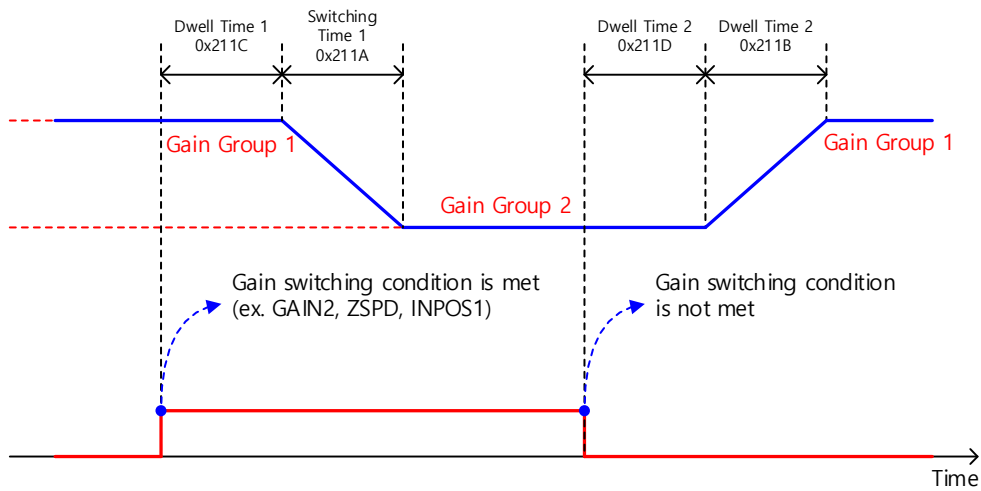 Dwell Time 1
0x211C
Switching
Time 1
0x211A
Dwell Time 2
0x211D
Dwell Time 2
0x211B
Gain Group 1
Gain Group 1
Gain Group 2
Gain switching condition is met
(ex. GAIN2, ZSPD, INPOS1)
Gain switching condition
is not met
Time